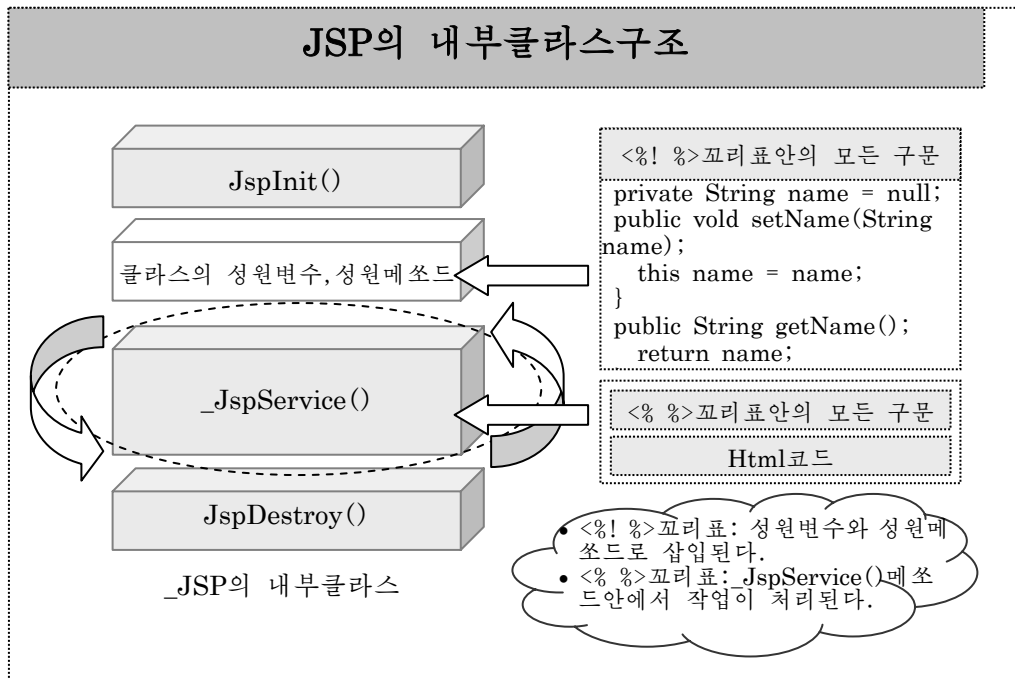 JSP의 내부클라스구조
JspInit()
클라스의 성원변수,성원메쏘드
_JspService()
JspDestroy()
_JSP의 내부클라스
<%! %>꼬리표안의 모든 구문
private String name = null;
public vold setName(String
name);
this name = name;
}
public String getName();
return name;
<% %>꼬리표안의 모든 구문
Html코드
• <%! %>꼬리표: 성원변수와 성원메
쏘드로 삽입된다.
• <% %>꼬리표:_JspService()메쏘
드안에서 작업이 처리된다.